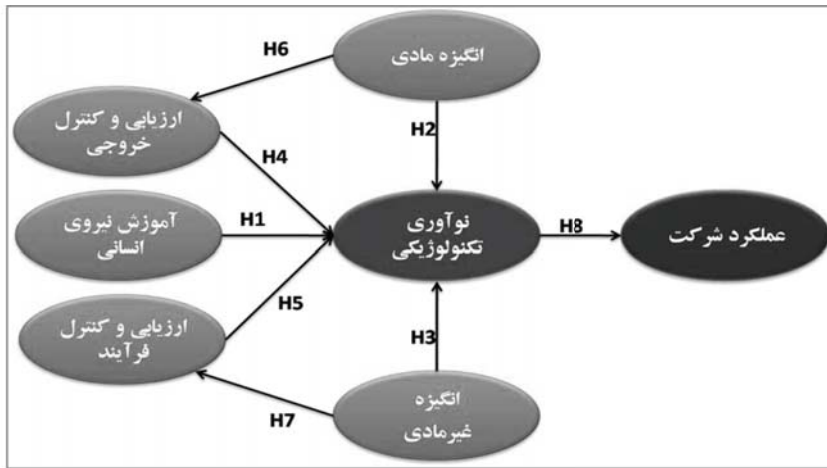 انگیزه مادی
H6
ارزیابی و کنترل
خروجی
H2
H4
آموزش نیروی
انسانی
H1
نوآوری
تکنولوژیکی
H8
عملکرد شرکت
ارزیابی و کنترل
فرآیند
H5
H3
H7
انگیزه
غیرمادی